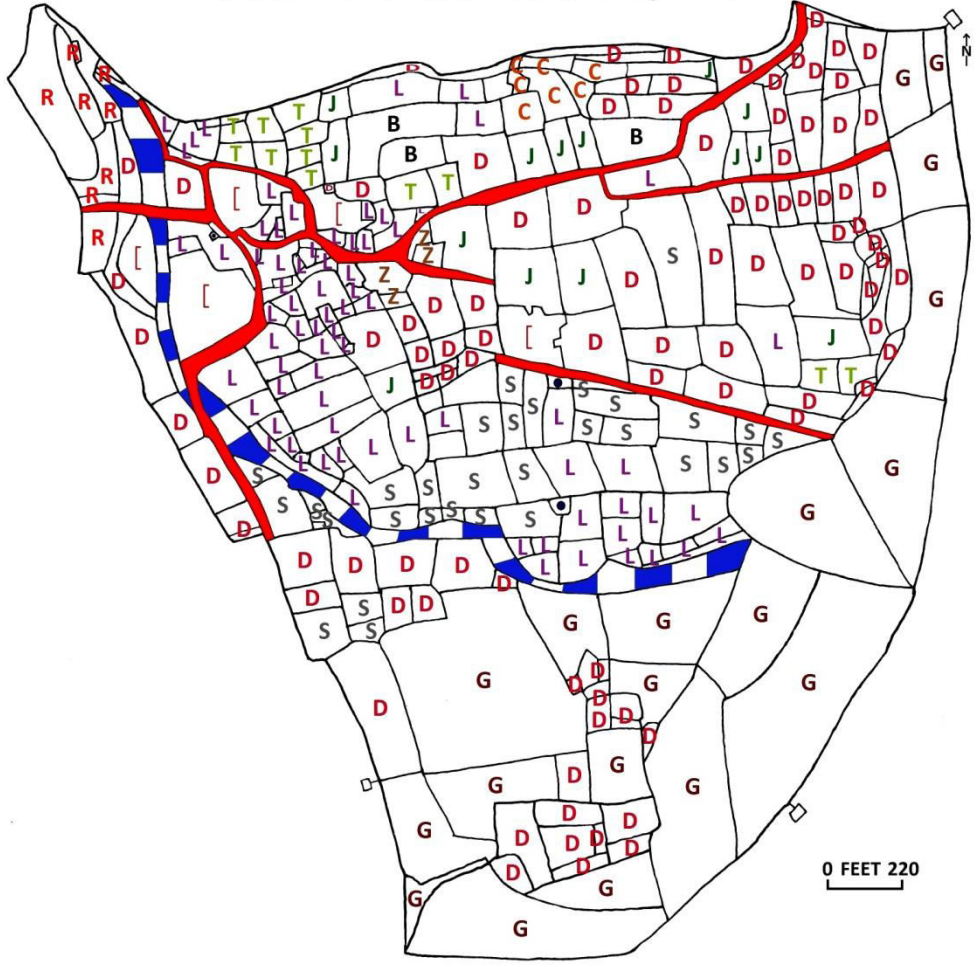 D
N
R D D D D D
R C C C D G G
B L L C C D D J D D
R R R T T T J L C D D J D D D D
L L T T T B L J J J B D J J D G
L T T T J B D L
D R D L D T T D D D D D D D D
R [ L L [ L L L D D D D D
R [ L L L L L L L Z J S D D D D
L L L Z Z J J D D D D D
D [ L L L L Z D D G
D L L L L L D D D [ D D D L J D
L L L D D D D D T T D
L L L J D D S S D D D
D L L L L L S S L S S S D D
L L L L L S S S S S S
D S S S S S S L L S S S G
S S S L S S S S S L L L L G
D D D D D L L L L L L L
D S D D D
S S G G G
D G D D G G
D D D D
G D G G
G D D
D D D D
D D
G G
G
0 FEET 220